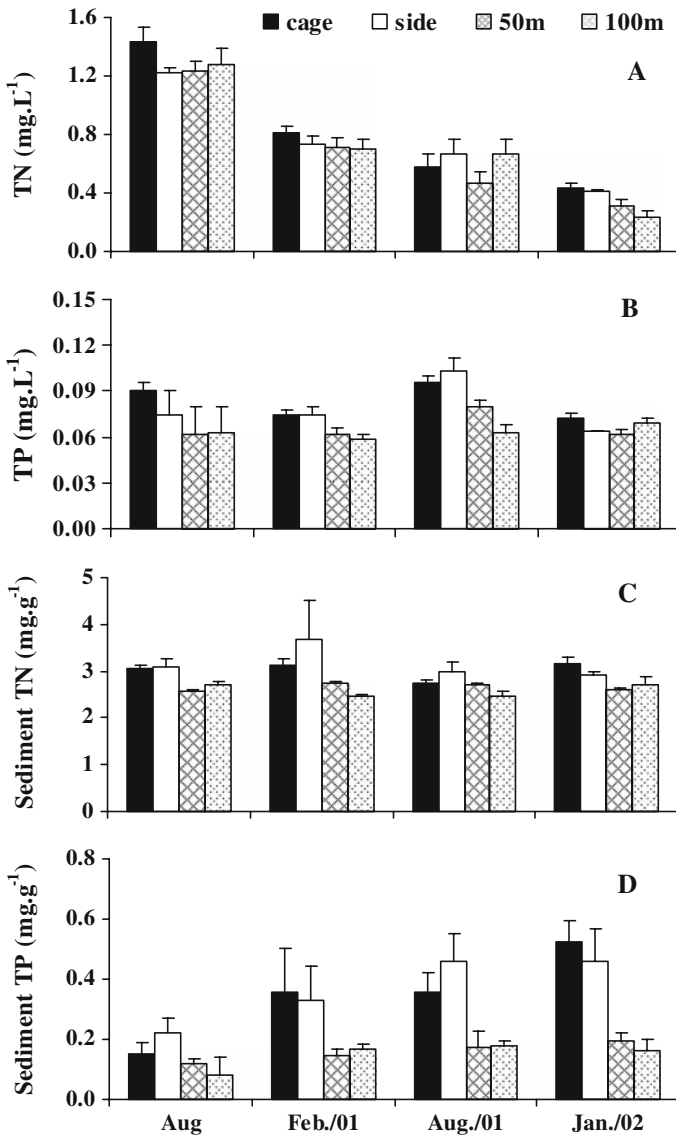 cage side 50m 100m
A
TN (mg.L-1)
1.6
1.2
0.8
0.4
0.0
B
TP (mg.L-1)
0.15
0.12
0.09
0.06
0.03
0.00
C
Sediment TN (mg.g-1)
5
4
3
2
1
0
D
Sediment TP (mg.g-1)
0.8
0.6
0.4
0.2
0.0
Aug Feb./01 Aug./01 Jan./02